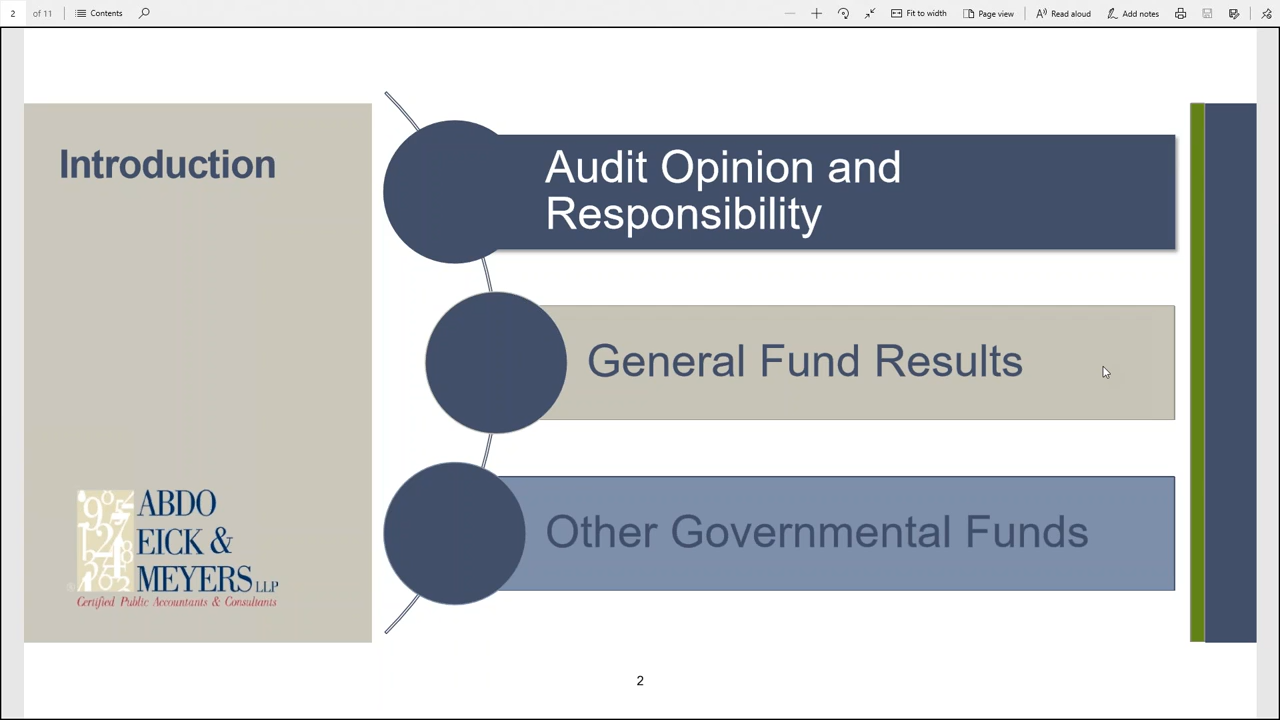 2 of 11 Contents Fit to width Page view Read aloud Add notes
Introduction
Audit Opinion and
Responsibility
General Fund Results
Other Governmental Funds
ABDO
EICK &
MEYERS LLP
Certified Public Accountants & Consultants
2